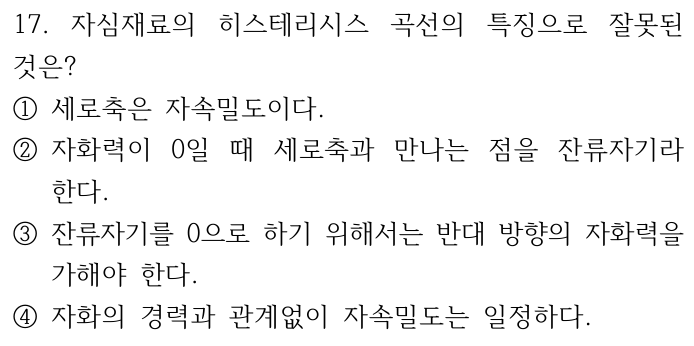 17. 자심재료의 히스테리시스 곡선의 특징으로 잘못된
것은?
① 세로축은 자속밀도이다.
② 자화력이 0일 때 세로축과 만나는 점을 잔류자기라
한다.
③ 잔류자기를 0으로 하기 위해서는 반대 방향의 자화력을
가해야 한다.
④ 자화의 경력과 관계없이 자속밀도는 일정하다.